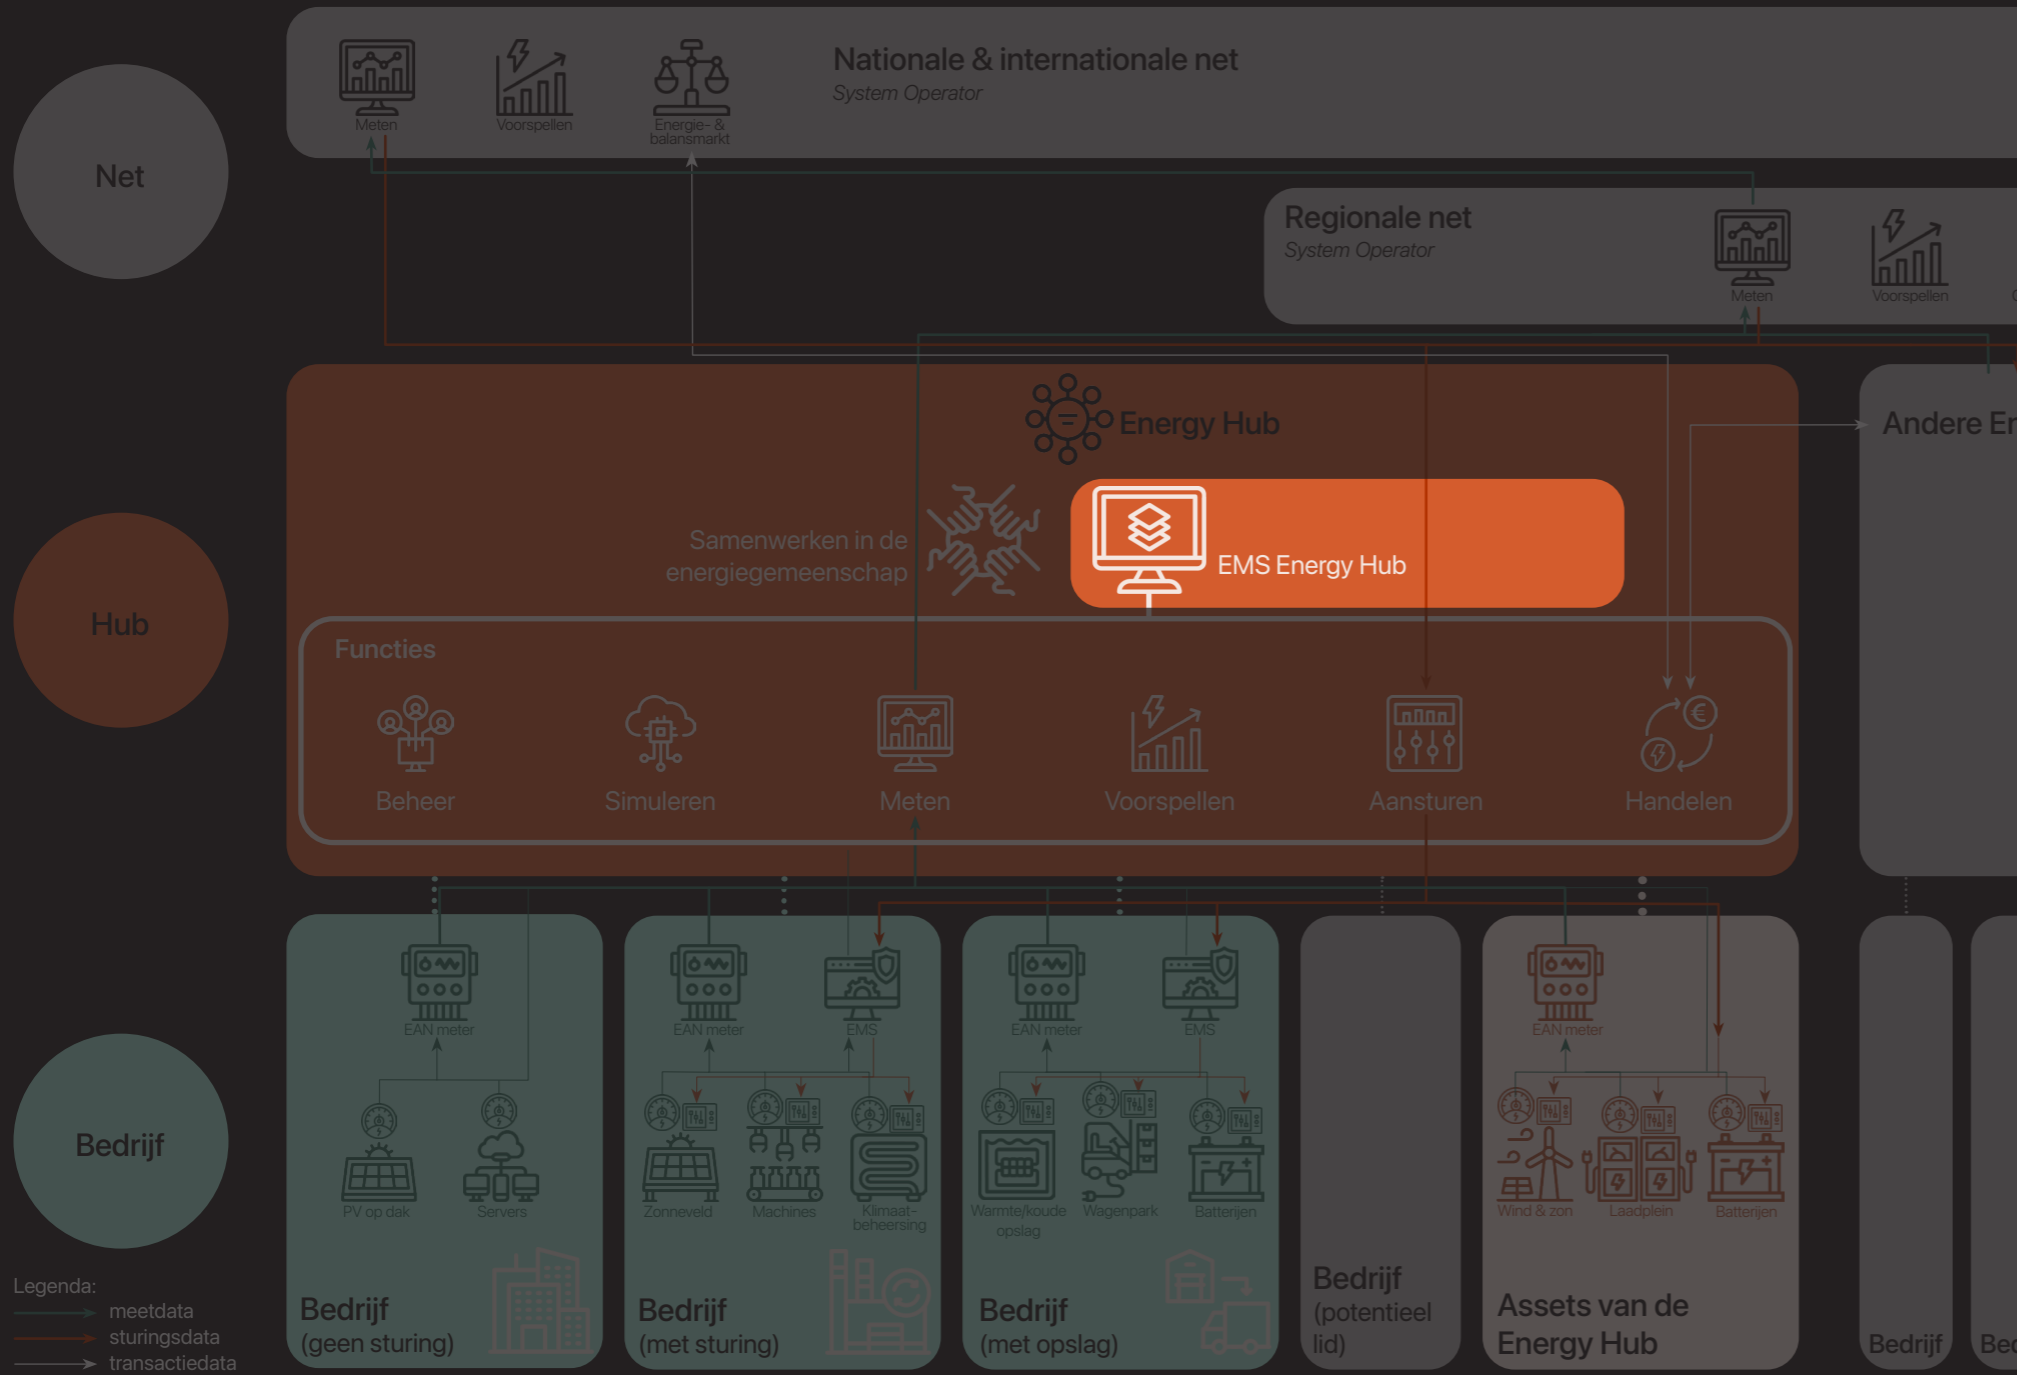 Net
Meten
Voorspellen
Energie- &
balansmarkt
Nationale & internationale net
System Operator
Regionale net
System Operator
Meten
Voorspellen
Hub
Energy Hub
Andere En
Samenwerken in de
energiegemeenschap
EMS Energy Hub
Functies
Beheer
Simuleren
Meten
Voorspellen
Aansturen
Handelen
€
Bedrijf
EAN meter
PV op dak
Servers
Bedrijf
(geen sturing)
EAN meter
EMS
Zonneveld
Machines
Klimaat-
beheersing
Bedrijf
(met sturing)
EAN meter
EMS
Warmte/koude
opslag
Wagenpark
Batterijen
Bedrijf
(met opslag)
Bedrijf
(potentieel
lid)
EAN meter
Wind & zon
Laadplein
Batterijen
Assets van de
Energy Hub
Bedrijf
Bed
Legenda:
meetdata
sturingsdata
transactiedata